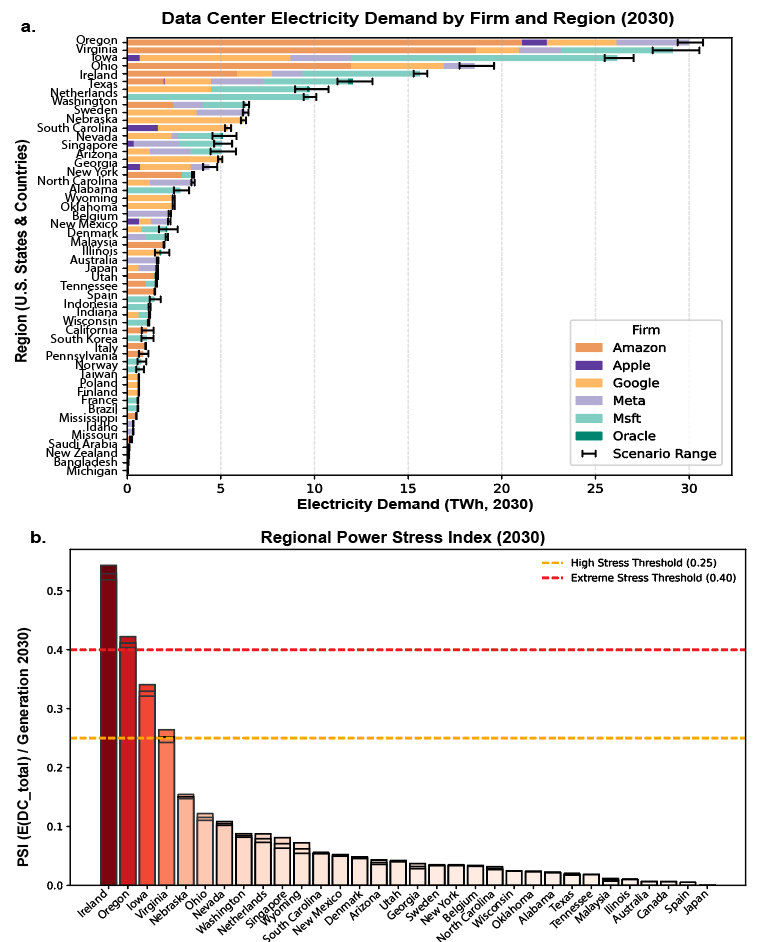 a.
Data Center Electricity Demand by Firm and Region (2030)
Region (U.S. States & Countries)
Oregon
Virginia
Iowa
Ohio
Ireland
Texas
Netherlands
Washington
Sweden
Nebraska
South Carolina
Nevada
Singapore
Arizona
Georgia
New York
North Carolina
Alabama
Wyoming
Oklahoma
Belgium
New Mexico
Denmark
Malaysia
Illinois
Australia
Japan
Utah
Tennessee
Spain
Indonesia
Indiana
Wisconsin
California
South Korea
Italy
Pennsylvania
Norway
Taiwan
Poland
Finland
France
Brazil
Mississippi
Idaho
Missouri
Saudi Arabia
New Zealand
Bangladesh
Michigan
Firm
Amazon
Apple
Google
Meta
Msft
Oracle
Scenario Range
0 5 10 15 20 25 30
Electricity Demand (TWh, 2030)
b.
Regional Power Stress Index (2030)
PSI (E(DC_total) / Generation 2030)
High Stress Threshold (0.25)
Extreme Stress Threshold (0.40)
0.5
0.4
0.3
0.2
0.1
0.0
Ireland
Oregon
Iowa
Virginia
Nebraska
Ohio
Nevada
Washington
Netherlands
Singapore
Wyoming
South Carolina
New Mexico
Denmark
Arizona
Utah
Georgia
Sweden
New York
Belgium
North Carolina
Wisconsin
Oklahoma
Alabama
Texas
Tennessee
Malaysia
Ilinois
Australia
Canada
Spain
Japan